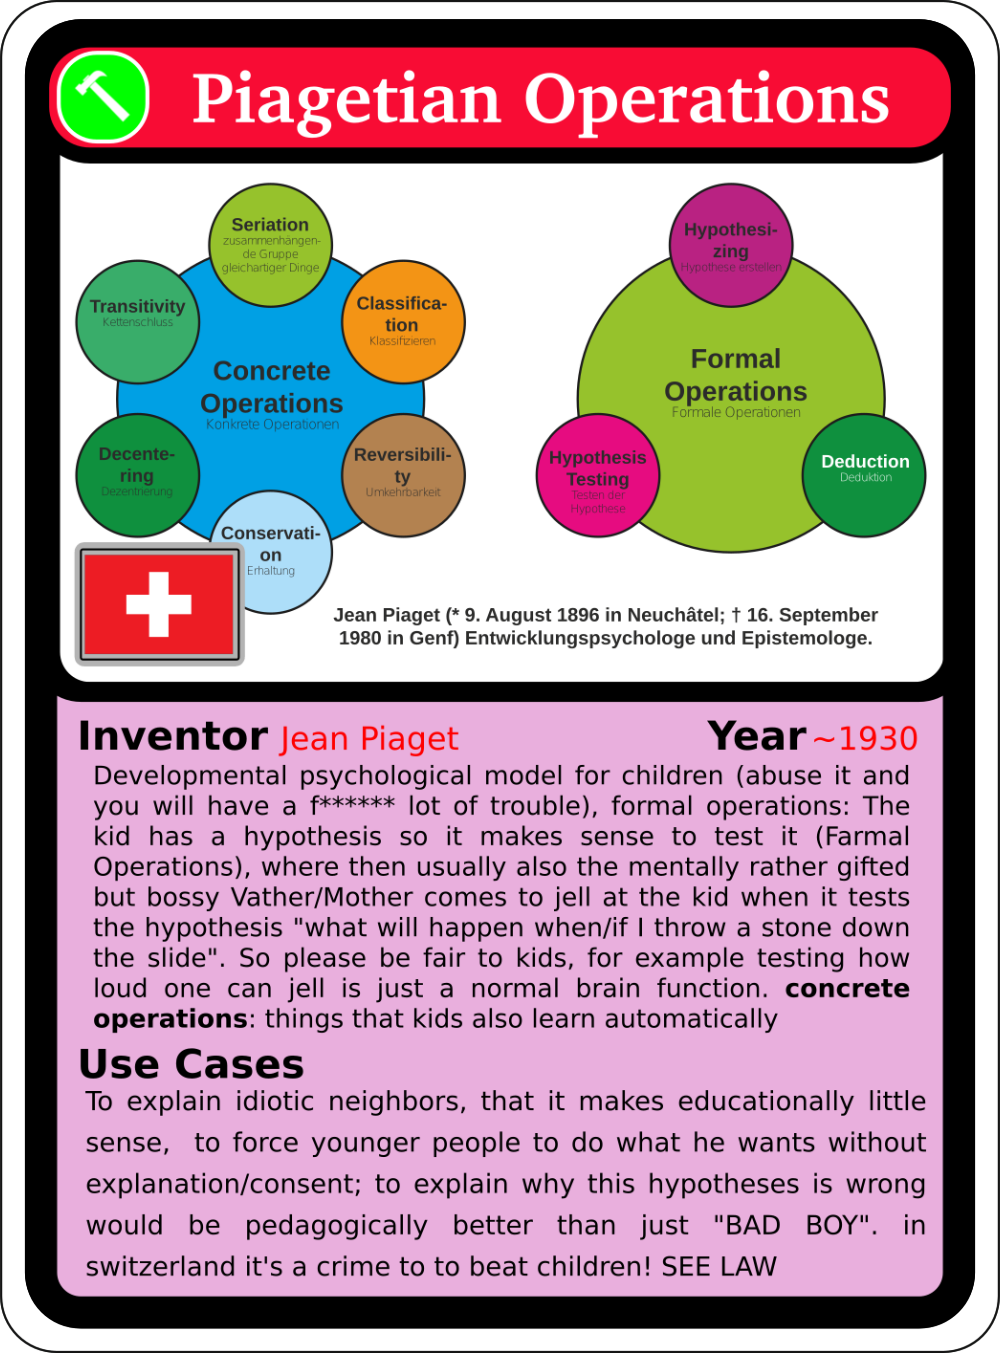 Piagetian Operations
Seriation
zusammenhängen-
de Gruppe
gleichartiger Dinge
Transitivity
Kettenschluss
Classifica-
tion
Klassifizieren
Concrete
Operations
Konkrete Operationen
Decente-
ring
Dezentrierung
Reversibili-
ty
Umkehrbarkeit
Conservati-
on
Erhaltung
Hypothesi-
zing
Hypothese erstellen
Formal
Operations
Formale Operationen
Hypothesis
Testing
Testen der
Hypothese
Deduction
Deduktion
Jean Piaget (* 9. August 1896 in Neuchâtel; † 16. September
1980 in Genf) Entwicklungspsychologe und Epistemologe.
Inventor Jean Piaget Year ~1930
Developmental psychological model for children (abuse it and
you will have a f****** lot of trouble), formal operations: The
kid has a hypothesis so it makes sense to test it (Farmal
Operations), where then usually also the mentally rather gifted
but bossy Vather/Mother comes to jell at the kid when it tests
the hypothesis "what will happen when/if I throw a stone down
the slide". So please be fair to kids, for example testing how
loud one can jell is just a normal brain function. concrete
operations: things that kids also learn automatically
Use Cases
To explain idiotic neighbors, that it makes educationally little
sense, to force younger people to do what he wants without
explanation/consent; to explain why this hypotheses is wrong
would be pedagogically better than just "BAD BOY". in
switzerland it's a crime to to beat children! SEE LAW